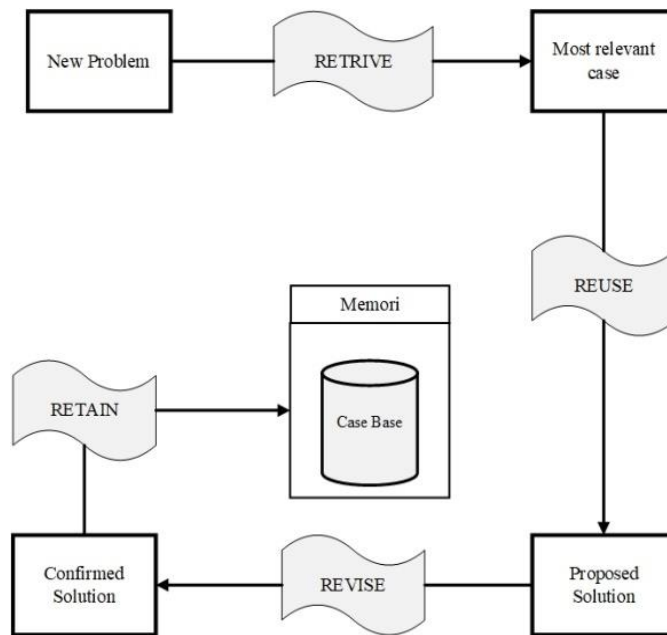 New Problem
RETRIVE
Most relevant
case
REUSE
Memori
Case Base
RETAIN
Confirmed
Solution
REVISE
Proposed
Solution